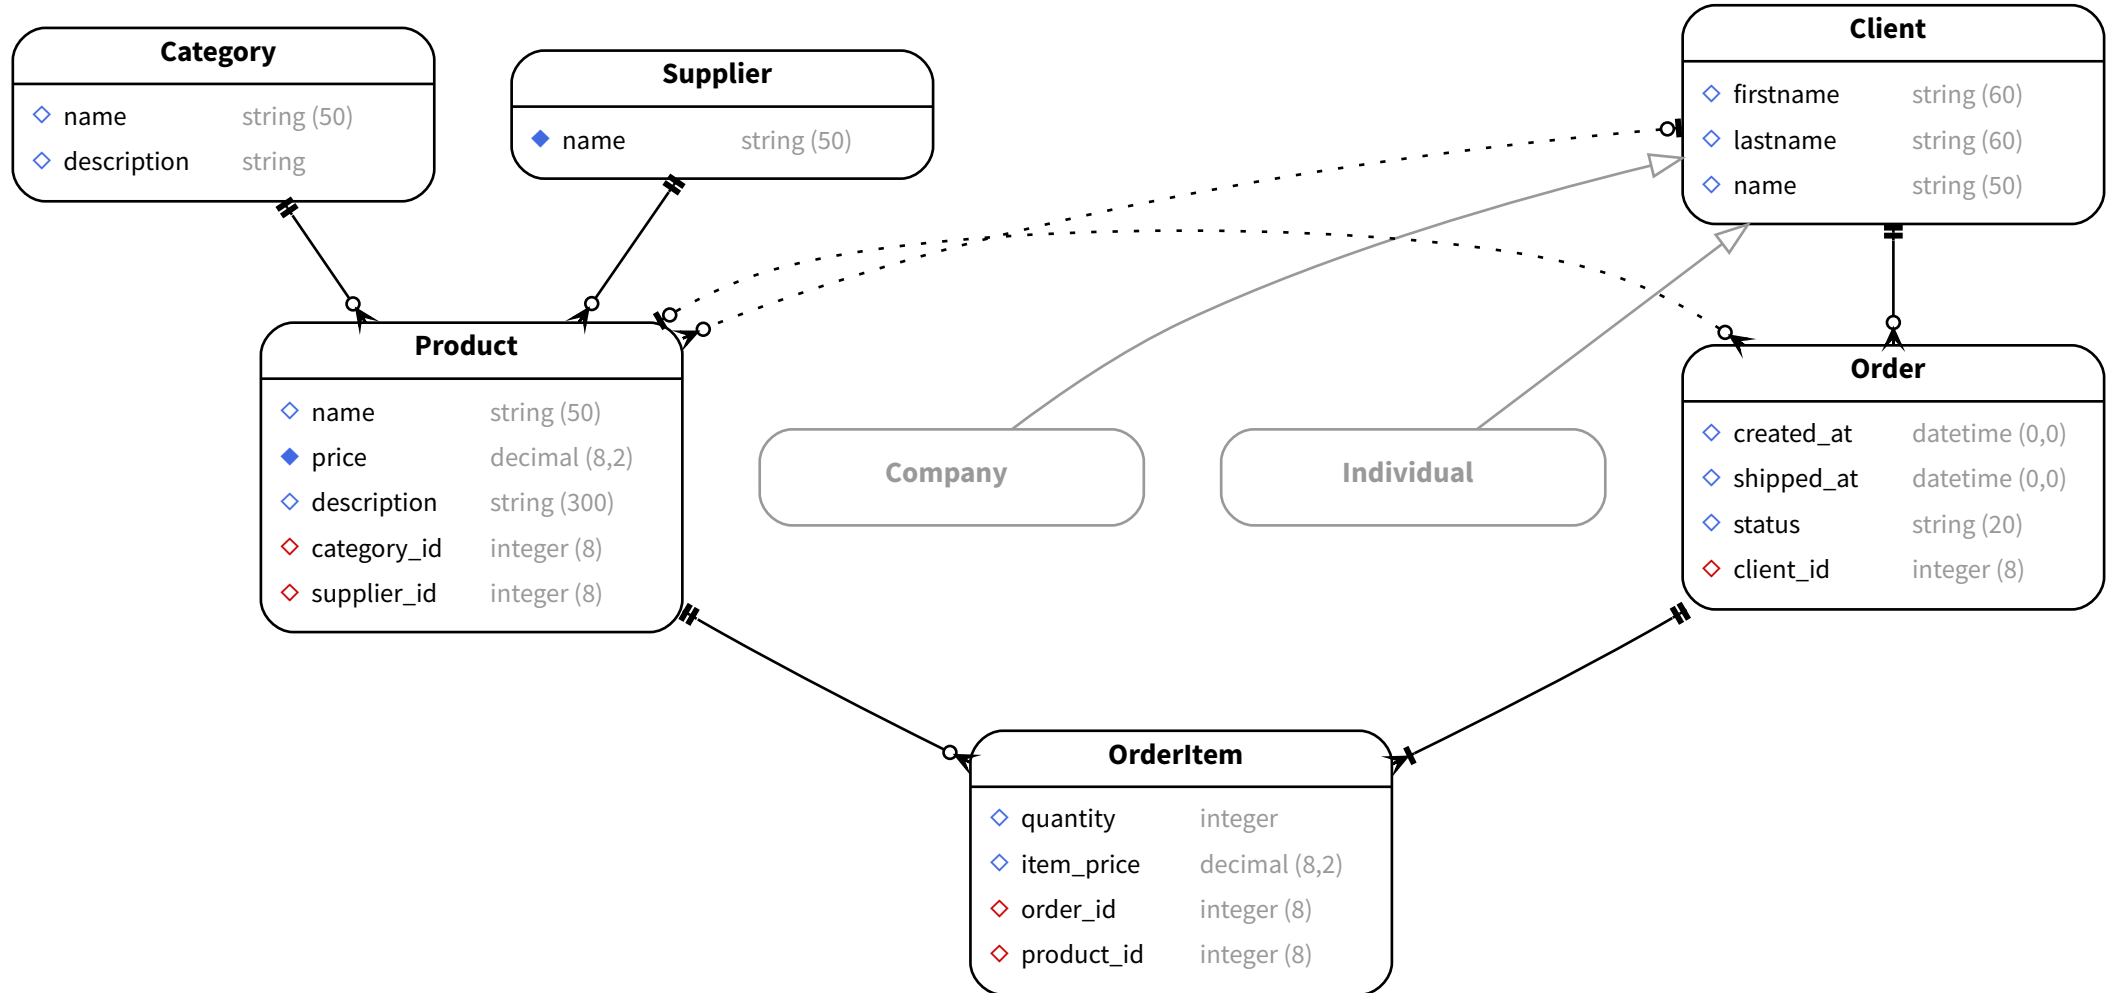 Category
name string (50)
description string
Supplier
name string (50)
Client
firstname string (60)
lastname string (60)
name string (50)
Product
name string (50)
price decimal (8,2)
description string (300)
category_id integer (8)
supplier_id integer (8)
Company
Individual
Order
created_at datetime (0,0)
shipped_at datetime (0,0)
status string (20)
client_id integer (8)
OrderItem
quantity integer
item_price decimal (8,2)
order_id integer (8)
product_id integer (8)